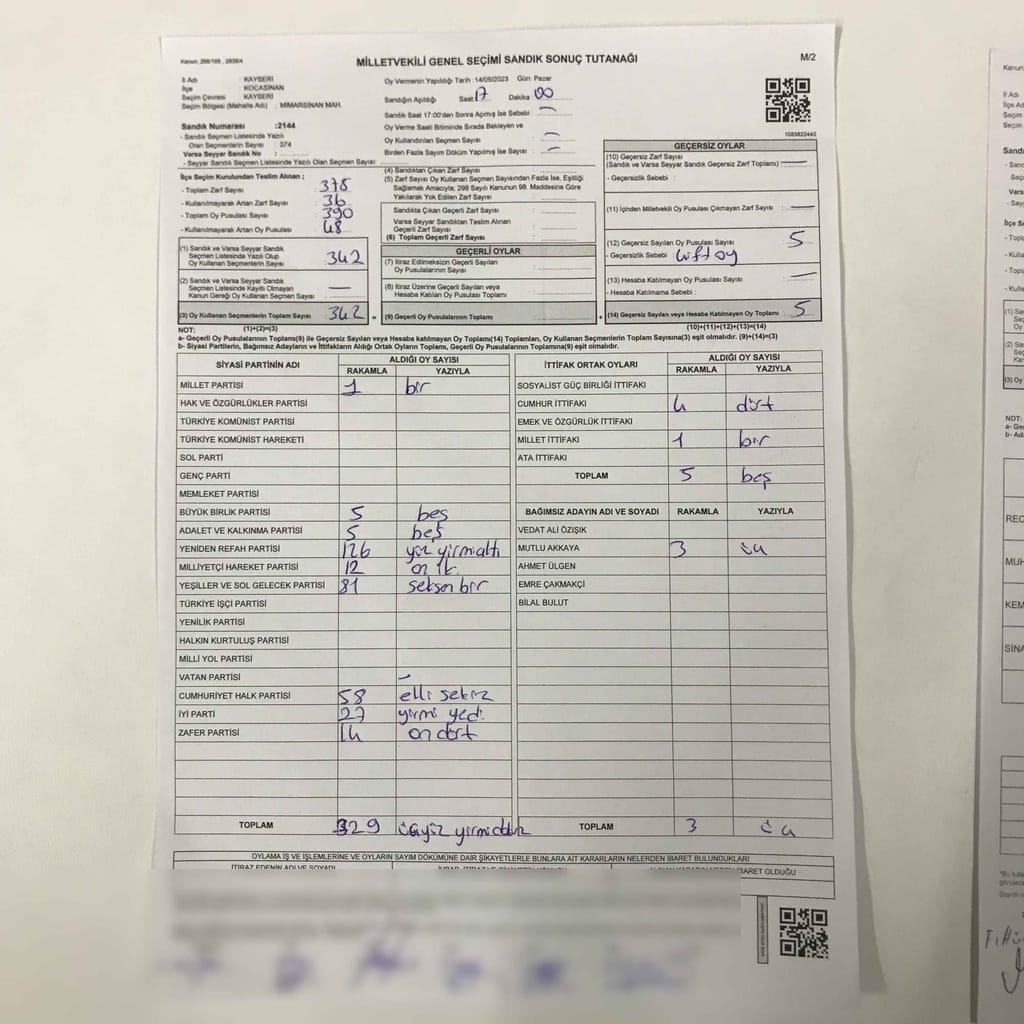 Kanun: 298/105 , 2839/4
MİLLETVEKİLİ GENEL SEÇİMİ SANDIK SONUÇ TUTANAĞI
M/2
İl Adı : KAYSERİ
İlçe : KOCASİNAN
Seçim Çevresi : KAYSERİ
Seçim Bölgesi (Mahalle Adı) : MİMARSİNAN MAH.
Oy Vermenin Yapıldığı Tarih : 14/05/2023 Gün: Pazar
Sandığın Açıldığı Saat 17 Dakika 00
Sandık Saat 17:00'den Sonra Açımış İse Sebebi :
Oy Verme Saati Bitiminde Sırada Bekleyen ve
Oy Kullandırılan Seçmen Sayısı :
Birden Fazla Sayım Döküm Yapılmış İse Sayısı :
1083822445
Sandık Numarası :2144
- Sandık Seçmen Listesinde Yazılı
Olan Seçmenlerin Sayısı : 374
Varsa Seyyar Sandık No :
- Seyyar Sandık Seçmen Listesinde Yazılı Olan Seçmen Sayısı:
İlçe Seçim Kurulundan Teslim Alınan ;
- Toplam Zarf Sayısı : 378
- Kullanılmayarak Artan Zarf Sayısı : 36
- Toplam Oy Pusulası Sayısı : 390
- Kullanılmayarak Artan Oy Pusulası : 48
(1) Sandık ve Varsa Seyyar Sandık
Seçmen Listesinde Yazılı Olup
Oy Kullanan Seçmenlerin Sayısı : 342
(2) Sandık ve Varsa Seyyar Sandık
Seçmen Listesinde Kayıtlı Olmayan
Kanun Gereği Oy Kullanan Seçmen Sayısı : —
(3) Oy Kullanan Seçmenlerin Toplam Sayısı : 342 =
(4) Sandıktan Çıkan Zarf Sayısı :
(5) Zarf Sayısı Oy Kullanan Seçmen Sayısından Fazla İse, Eşitliği
Sağlamak Amacıyla; 298 Sayılı Kanunun 98. Maddesine Göre
Yakılarak Yok Edilen Zarf Sayısı :
Sandıkta Çıkan Geçerli Zarf Sayısı :
Varsa Seyyar Sandıktan Teslim Alınan
Geçerli Zarf Sayısı :
(6) Toplam Geçerli Zarf Sayısı :
GEÇERLİ OYLAR
(7) İtiraz Edilmeksizin Geçerli Sayılan
Oy Pusulalarının Sayısı :
(8) İtiraz Üzerine Geçerli Sayılan veya
Hesaba Katılan Oy Pusulası Sayısı :
(9) Geçerli Oy Pusulalarının Toplamı : +
GEÇERSİZ OYLAR
(10) Geçersiz Zarf Sayısı
(Sandık ve Varsa Seyyar Sandık Geçersiz Zarf Toplamı) : —
- Geçersizlik Sebebi :
(11) İçinden Milletvekili Oy Pusulası Çıkmayan Zarf Sayısı : —
(12) Geçersiz Sayılan Oy Pusulası Sayısı : 5
- Geçersizlik Sebebi : Çift oy
(13) Hesaba Katılmayan Oy Pusulası Sayısı : —
- Hesaba Katılmama Sebebi :
(14) Geçersiz Sayılan veya Hesaba Katılmayan Oy Toplamı : 5
NOT: (1)+(2)=(3) (10)+(11)+(12)+(13)=(14)
a- Geçerli Oy Pusulalarının Toplamı(9) ile Geçersiz Sayılan veya Hesaba katılmayan Oy Toplamı(14) Toplamları, Oy Kullanan Seçmenlerin Toplam Sayısına(3) eşit olmalıdır. (9)+(14)=(3)
b- Siyasi Partilerin, Bağımsız Adayların ve İttifakların Aldığı Ortak Oyların Toplamı, Geçerli Oy Pusulalarının Toplamına(9) eşit olmalıdır.
SİYASİ PARTİNİN ADI ALDIĞI OY SAYISI
RAKAMLA YAZIYLA
MİLLET PARTİSİ 1 bir
HAK VE ÖZGÜRLÜKLER PARTİSİ
TÜRKİYE KOMÜNİST PARTİSİ
TÜRKİYE KOMÜNİST HAREKETİ
SOL PARTİ
GENÇ PARTİ
MEMLEKET PARTİSİ
BÜYÜK BİRLİK PARTİSİ 5 beş
ADALET VE KALKINMA PARTİSİ 5 beş
YENİDEN REFAH PARTİSİ 126 yüz yirmialtı
MİLLİYETÇİ HAREKET PARTİSİ 12 on iki
YEŞİLLER VE SOL GELECEK PARTİSİ 81 seksen bir
TÜRKİYE İŞÇİ PARTİSİ
YENİLİK PARTİSİ
HALKIN KURTULUŞ PARTİSİ
MİLLİ YOL PARTİSİ
VATAN PARTİSİ –
CUMHURİYET HALK PARTİSİ 58 elli sekiz
İYİ PARTİ 27 yirmi yedi
ZAFER PARTİSİ 14 on dört
TOPLAM 329 üçyüz yirmidokuz
İTTİFAK ORTAK OYLARI ALDIĞI OY SAYISI
RAKAMLA YAZIYLA
SOSYALİST GÜÇ BİRLİĞİ İTTİFAKI
CUMHUR İTTİFAKI 4 dört
EMEK VE ÖZGÜRLÜK İTTİFAKI
MİLLET İTTİFAKI 1 bir
ATA İTTİFAKI
TOPLAM 5 beş
BAĞIMSIZ ADAYIN ADI VE SOYADI RAKAMLA YAZIYLA
VEDAT ALİ ÖZIŞIK
MUTLU AKKAYA 3 üç
AHMET ÜLGEN
EMRE ÇAKMAKÇI
BİLAL BULUT
TOPLAM 3 üç
OYLAMA İŞ VE İŞLEMLERİNE VE OYLARIN SAYIM DÖKÜMÜNE DAİR ŞİKAYETLERLE BUNLARA AİT KARARLARIN NELERDEN İBARET BULUNDUKLARI
İTİRAZ EDENİN ADI VE SOYADI
İBARET OLDUĞU
Kanun:
İl Adı
İlçe
Seçim
Seçim
NOT:
REC
MUH
KEM
SİNA